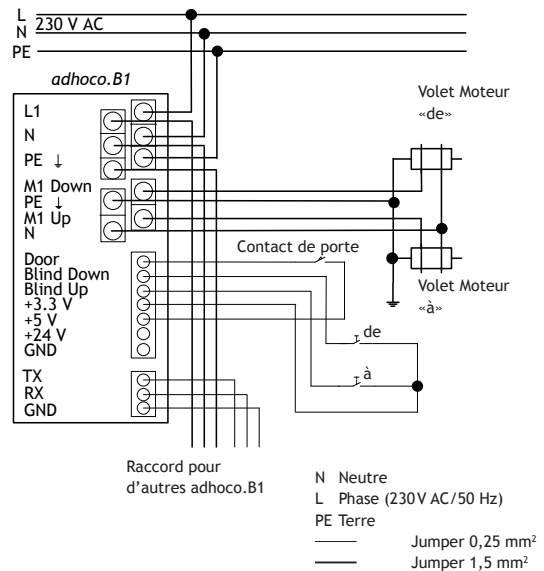 L
N
230 V AC
PE
adhoco.B1
L1
N
PE ↓
M1 Down
PE ↓
M1 Up
N
Door
Blind Down
Blind Up
+3.3 V
+5 V
+24 V
GND
TX
RX
GND
Volet Moteur
«de»
Contact de porte
Volet Moteur
«à»
de
à
Raccord pour
d'autres adhoco.B1
N Neutre
L Phase (230 V AC/50 Hz)
PE Terre
Jumper 0,25 mm²
Jumper 1,5 mm²